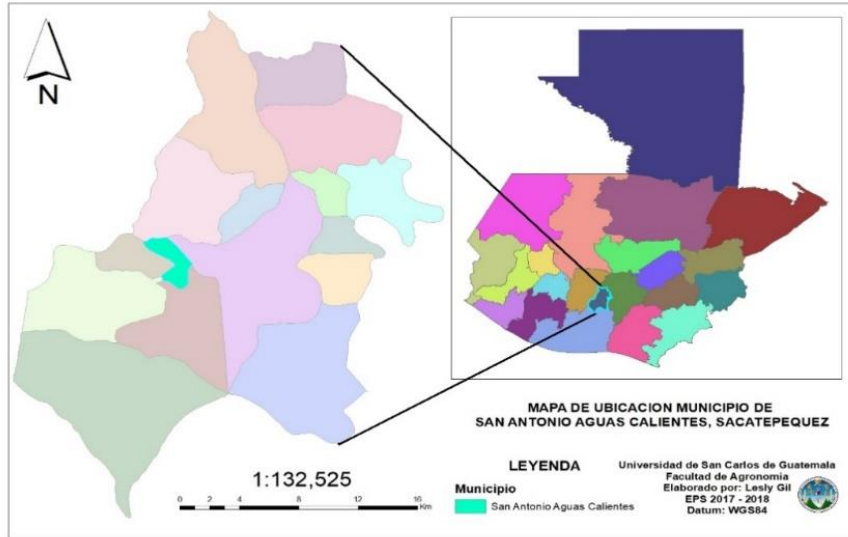 N
MAPA DE UBICACION MUNICIPIO DE
SAN ANTONIO AGUAS CALIENTES, SACATEPEQUEZ
1:132,525
0 2 4 8 12 16
Km
LEYENDA
Municipio
San Antonio Aguas Calientes
Universidad de San Carlos de Guatemala
Facultad de Agronomia
Elaborado por: Lesly Gil
EPS 2017 - 2018
Datum: WGS84